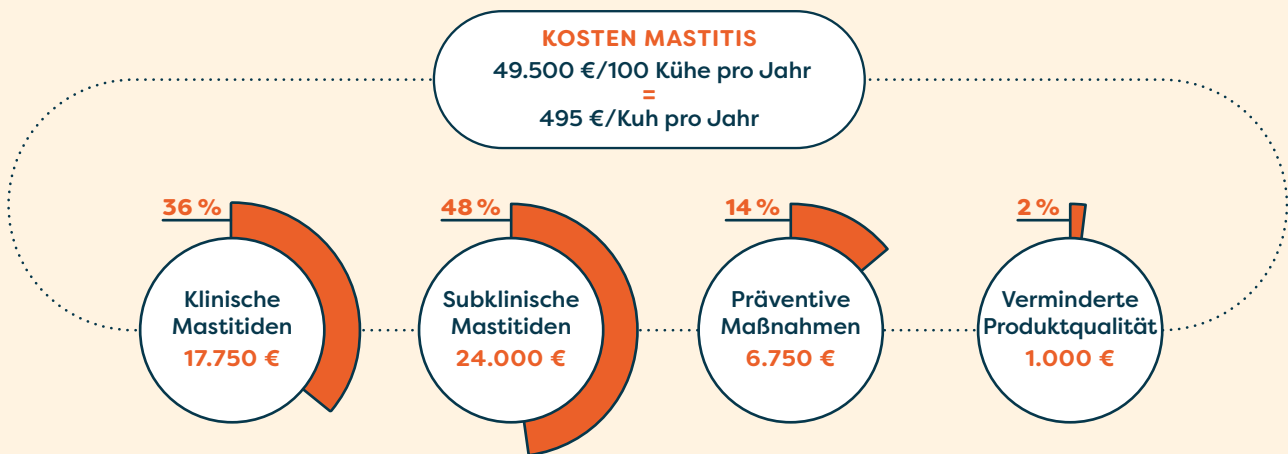 KOSTEN MASTITIS
49.500 €/100 Kühe pro Jahr
=
495 €/Kuh pro Jahr
36 %
Klinische
Mastitiden
17.750 €
48 %
Subklinische
Mastitiden
24.000 €
14 %
Präventive
Maßnahmen
6.750 €
2 %
Verminderte
Produktqualität
1.000 €